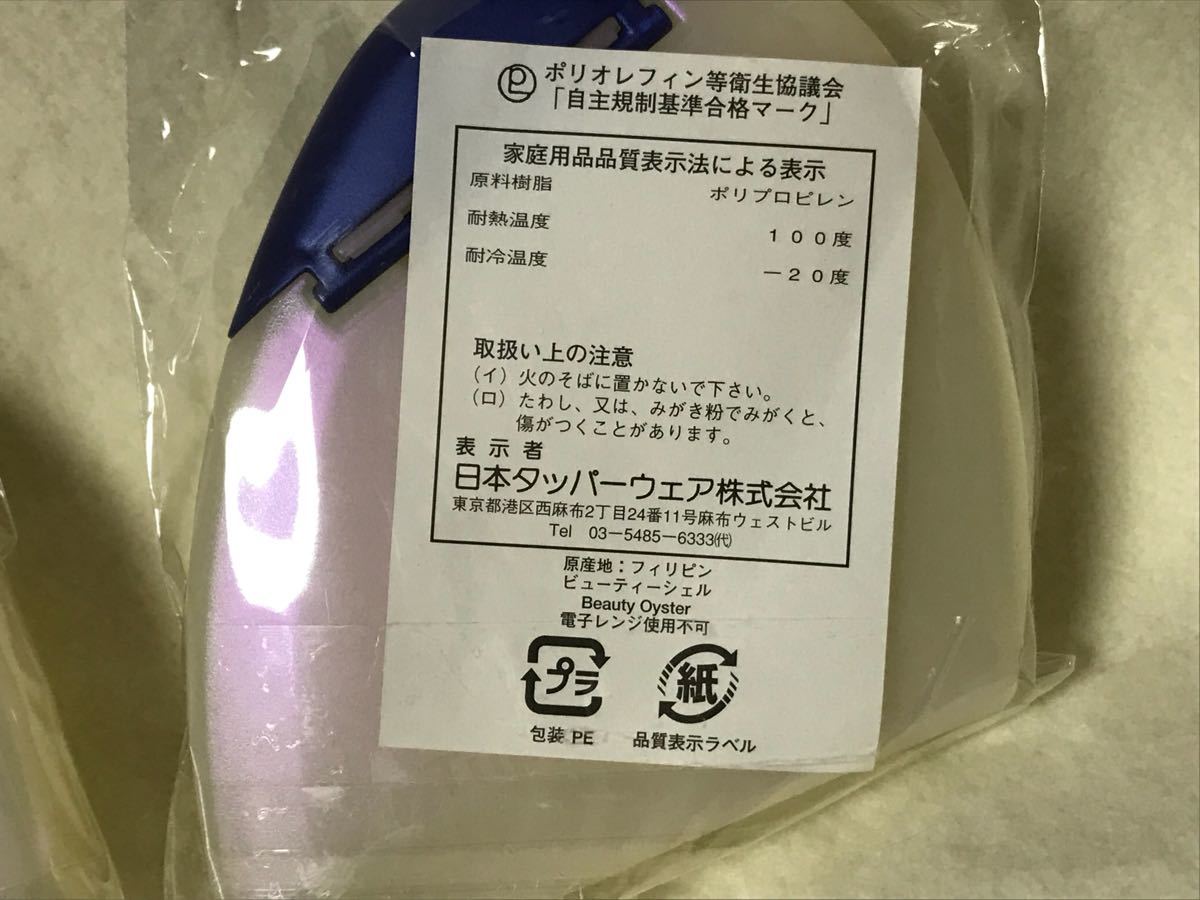 ポリオレフィン等衛生協議会
「自主規制基準合格マーク」
家庭用品品質表示法による表示
原料樹脂 ポリプロピレン
耐熱温度 １００度
耐冷温度 －２０度
取扱い上の注意
（イ）火のそばに置かないで下さい。
（ロ）たわし、又は、みがき粉でみがくと、
傷がつくことがあります。
表示者
日本タッパーウェア株式会社
東京都港区西麻布2丁目24番11号麻布ウェストビル
Tel 03－5485－6333㈹
原産地：フィリピン
ビューティーシェル
Beauty Oyster
電子レンジ使用不可
プラ 紙
包装 PE 品質表示ラベル